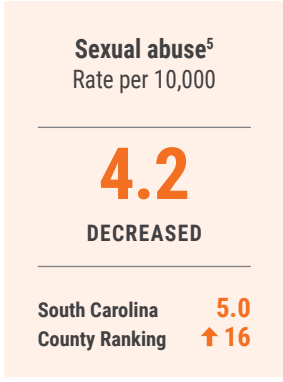 Sexual abuse5
Rate per 10,000
4.2
DECREASED
South Carolina 5.0
County Ranking ↑ 16